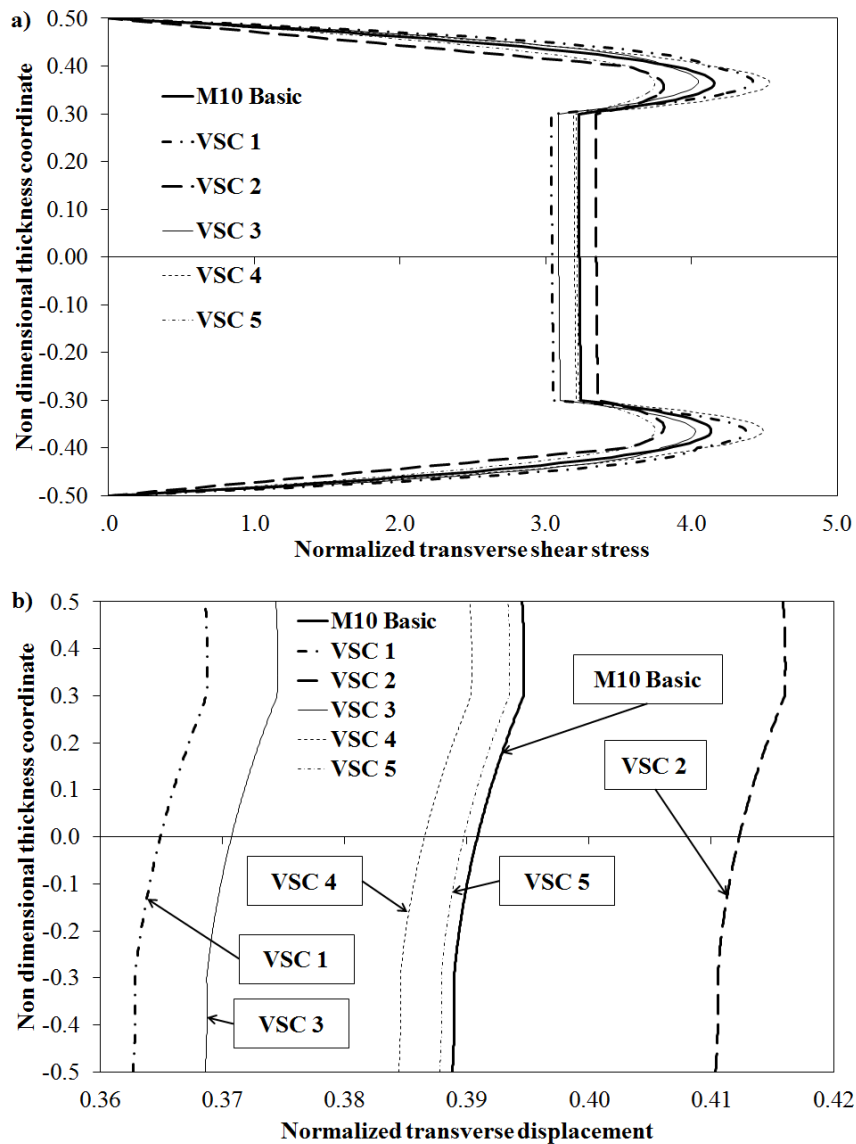 a)
Non dimensional thickness coordinate
0.50
0.40
0.30
0.20
0.10
0.00
-0.10
-0.20
-0.30
-0.40
-0.50
M10 Basic
VSC 1
VSC 2
VSC 3
VSC 4
VSC 5
.0 1.0 2.0 3.0 4.0 5.0
Normalized transverse shear stress
b)
Non dimensional thickness coordinate
0.5
0.4
0.3
0.2
0.1
0.0
-0.1
-0.2
-0.3
-0.4
-0.5
M10 Basic
VSC 1
VSC 2
VSC 3
VSC 4
VSC 5
M10 Basic
VSC 2
VSC 4
VSC 5
VSC 1
VSC 3
0.36 0.37 0.38 0.39 0.40 0.41 0.42
Normalized transverse displacement